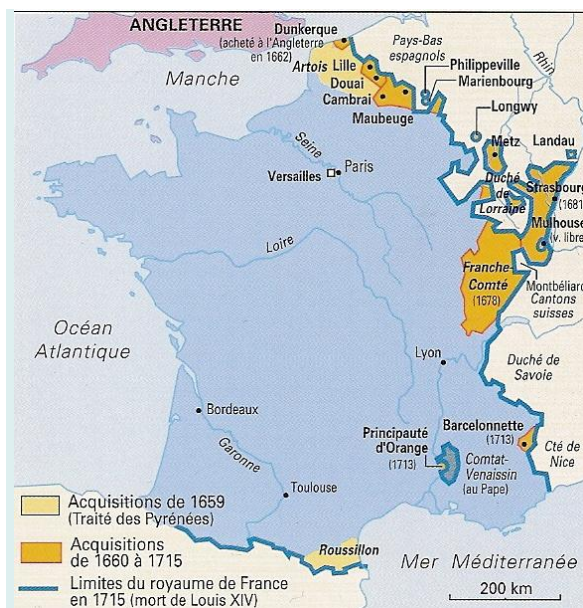 ANGLETERRE
Dunkerque
(acheté à l'Angleterre
en 1662)
Pays-Bas
espagnols
Rhin
Manche
Artois
Lille
Douai
Cambrai
Maubeuge
Philippeville
Marienbourg
Longwy
Metz
Landau
Seine
Paris
Versailles
Duché
de
Lorraine
Strasbourg
(1681)
Mulhouse
(v. libre)
Loire
Franche-
Comté
(1678)
Montbéliard
Cantons
suisses
Océan
Atlantique
Lyon
Duché de
Savoie
Bordeaux
Garonne
Toulouse
Principauté
d'Orange
(1713)
Barcelonnette
(1713)
Comtat-
Venaissin
(au Pape)
Cté de
Nice
Roussillon
Mer Méditerranée
Acquisitions de 1659
(Traité des Pyrénées)
Acquisitions
de 1660 à 1715
Limites du royaume de France
en 1715 (mort de Louis XIV)
200 km